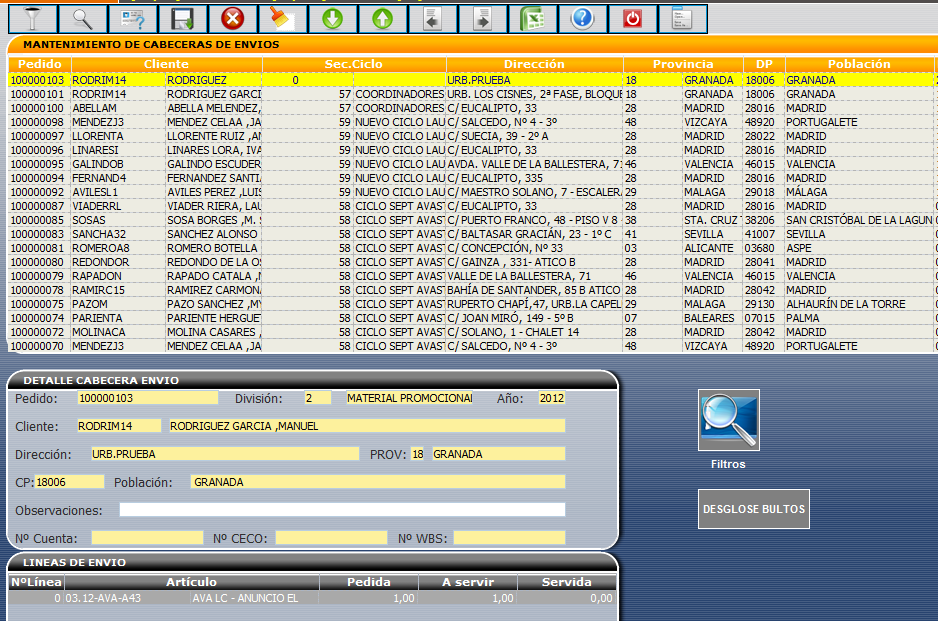 MANTENIMIENTO DE CABECERAS DE ENVIOS
Pedido Cliente Sec.Ciclo Dirección Provincia DP Población
100000103 RODRIM14 RODRIGUEZ 0 URB.PRUEBA 18 GRANADA 18006 GRANADA
100000101 RODRIM14 RODRIGUEZ GARCI 57 COORDINADORES URB. LOS CISNES, 2ª FASE, BLOQUE 18 GRANADA 18006 GRANADA
100000100 ABELLAM ABELLA MELENDEZ, 57 COORDINADORES C/ EUCALIPTO, 33 28 MADRID 28016 MADRID
100000098 MENDEZJ3 MENDEZ CELAA ,JA 59 NUEVO CICLO LAU C/ SALCEDO, Nº 4 - 3º 48 VIZCAYA 48920 PORTUGALETE
100000097 LLORENTA LLORENTE RUIZ ,AN 59 NUEVO CICLO LAU C/ SUECIA, 39 - 2º A 28 MADRID 28022 MADRID
100000096 LINARESI LINARES LORA, IVA 59 NUEVO CICLO LAU C/ EUCALIPTO, 33 28 MADRID 28016 MADRID
100000095 GALINDOB GALINDO ESCUDER 59 NUEVO CICLO LAU AVDA. VALLE DE LA BALLESTERA, 71 46 VALENCIA 46015 VALENCIA
100000094 FERNAND4 FERNANDEZ SANTI 59 NUEVO CICLO LAU C/ EUCALIPTO, 335 28 MADRID 28016 MADRID
100000092 AVILESL1 AVILES PEREZ ,LUIS 59 NUEVO CICLO LAU C/ MAESTRO SOLANO, 7 - ESCALERA 29 MALAGA 29018 MÁLAGA
100000087 VIADERRL VIADER RIERA, LAU 58 CICLO SEPT AVAST C/ EUCALIPTO, 33 28 MADRID 28016 MADRID
100000085 SOSAS SOSA BORGES ,M. 58 CICLO SEPT AVAST C/ PUERTO FRANCO, 48 - PISO V 8 38 STA. CRUZ 38206 SAN CRISTÓBAL DE LA LAGUN
100000083 SANCHA32 SANCHEZ ALONSO 58 CICLO SEPT AVAST C/ BALTASAR GRACIÁN, 23 - 1º C 41 SEVILLA 41007 SEVILLA
100000081 ROMEROA8 ROMERO BOTELLA 58 CICLO SEPT AVAST C/ CONCEPCIÓN, Nº 33 03 ALICANTE 03680 ASPE
100000080 REDONDOR REDONDO DE LA O 58 CICLO SEPT AVAST C/ GAINZA , 331- ATICO B 28 MADRID 28041 MADRID
100000079 RAPADON RAPADO CATALA , 58 CICLO SEPT AVAST VALLE DE LA BALLESTERA, 71 46 VALENCIA 46015 VALENCIA
100000078 RAMIRC15 RAMIREZ CARMON 58 CICLO SEPT AVAST BAHÍA DE SANTANDER, 85 B ATICO 28 MADRID 28042 MADRID
100000075 PAZOM PAZO SANCHEZ ,MY 58 CICLO SEPT AVAST RUPERTO CHAPÍ,47, URB.LA CAPEL 29 MALAGA 29130 ALHAURÍN DE LA TORRE
100000074 PARIENTA PARIENTE HERGUE 58 CICLO SEPT AVAST C/ JOAN MIRÓ, 149 - 5º B 07 BALEARES 07015 PALMA
100000072 MOLINACA MOLINA CASARES , 58 CICLO SEPT AVAST C/ SOLANO, 1 - CHALET 14 28 MADRID 28042 MADRID
100000070 MENDEZJ3 MENDEZ CELAA ,JA 58 CICLO SEPT AVAST C/ SALCEDO, Nº 4 - 3º 48 VIZCAYA 48920 PORTUGALETE
DETALLE CABECERA ENVIO
Pedido: 100000103 División: 2 MATERIAL PROMOCIONAL Año: 2012
Cliente: RODRIM14 RODRIGUEZ GARCIA ,MANUEL
Dirección: URB.PRUEBA PROV: 18 GRANADA
CP: 18006 Población: GRANADA
Observaciones:
Nº Cuenta: Nº CECO: Nº WBS:
Filtros
DESGLOSE BULTOS
LINEAS DE ENVIO
NºLínea Artículo Pedida A servir Servida
0 03.12-AVA-A43 AVA LC - ANUNCIO EL 1,00 1,00 0,00